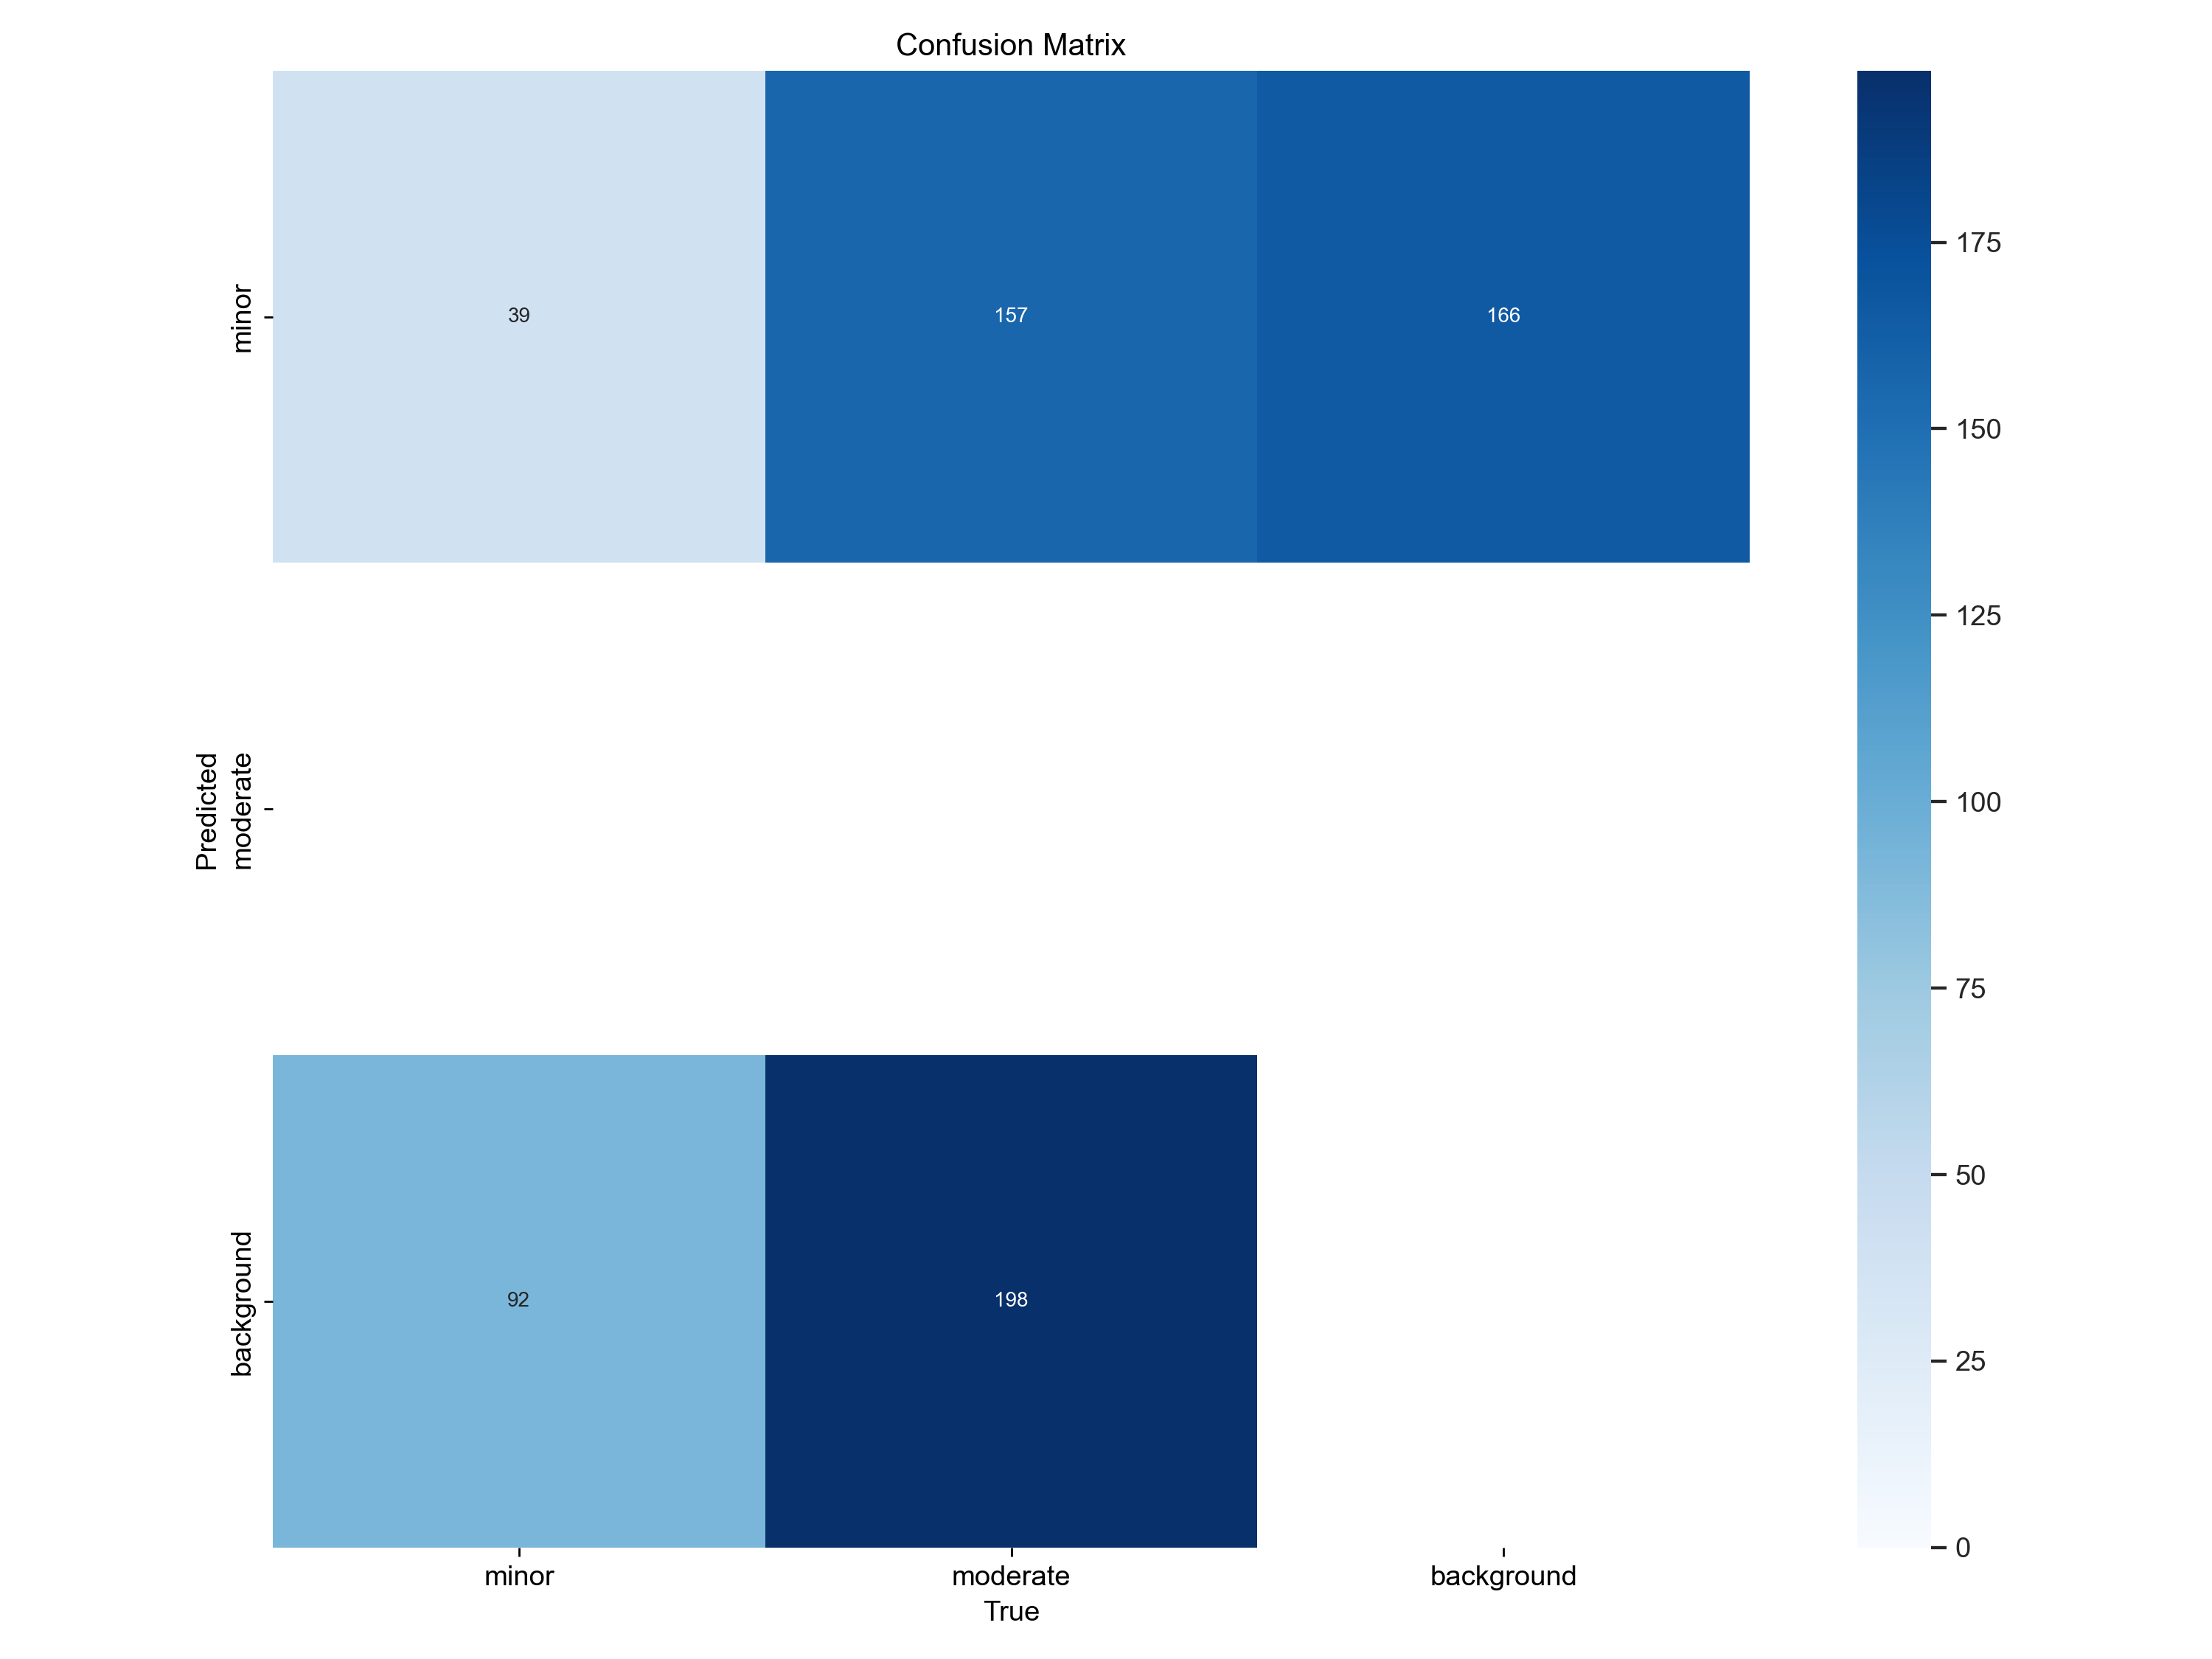 Confusion Matrix
minor
39
157
166
175
150
125
100
75
50
25
0
Predicted
moderate
background
92
198
minor
moderate
background
True